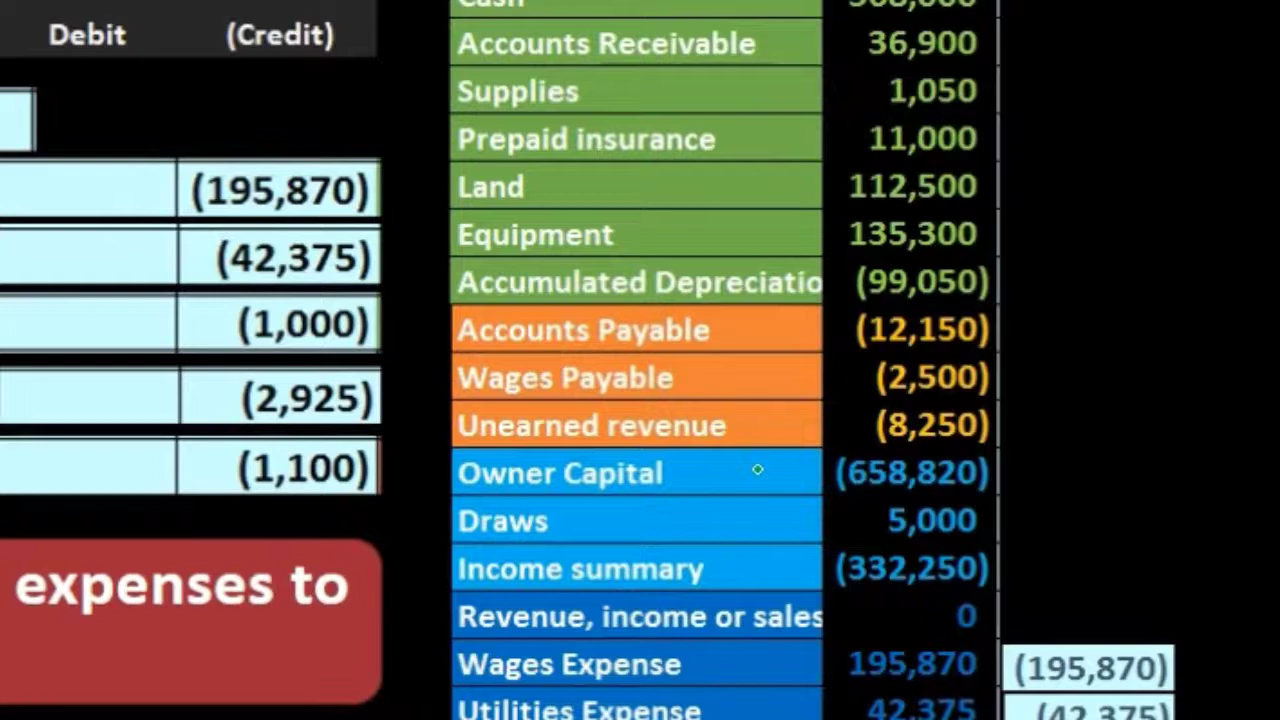 Debit (Credit)
(195,870)
(42,375)
(1,000)
(2,925)
(1,100)
expenses to
Cash
Accounts Receivable 36,900
Supplies 1,050
Prepaid insurance 11,000
Land 112,500
Equipment 135,300
Accumulated Depreciatio (99,050)
Accounts Payable (12,150)
Wages Payable (2,500)
Unearned revenue (8,250)
Owner Capital (658,820)
Draws 5,000
Income summary (332,250)
Revenue, income or sales 0
Wages Expense 195,870 (195,870)
Utilities Expense 42,375 (42,375)